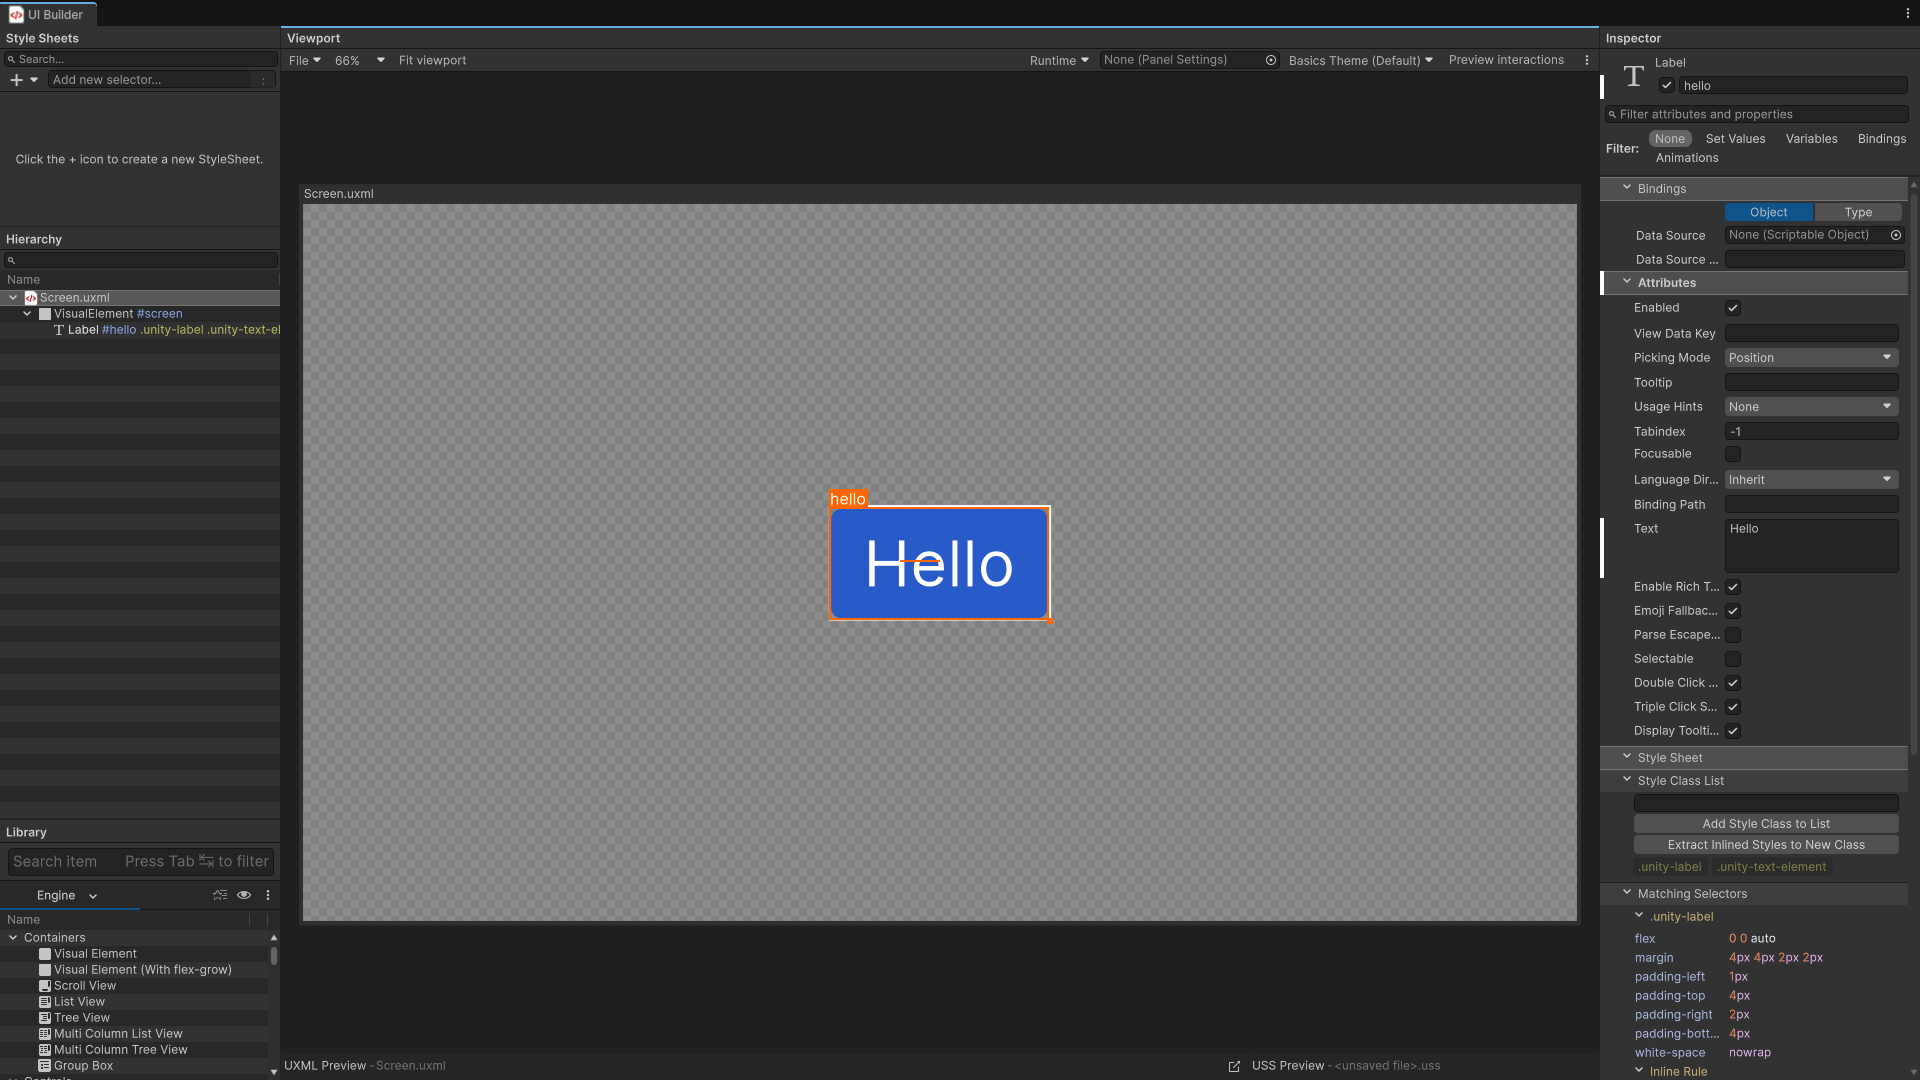 UI Builder
Style Sheets
Search...
Add new selector...
Click the + icon to create a new StyleSheet.
Hierarchy
Name
Screen.uxml
VisualElement #screen
Label #hello .unity-label .unity-text-el
Library
Search item Press Tab to filter
Engine
Name
Containers
Visual Element
Visual Element (With flex-grow)
Scroll View
List View
Tree View
Multi Column List View
Multi Column Tree View
Group Box
Controls
Viewport
File 66% Fit viewport
Runtime None (Panel Settings) Basics Theme (Default) Preview interactions
Screen.uxml
hello
Hello
UXML Preview - Screen.uxml
USS Preview - <unsaved file>.uss
Inspector
Label
hello
Filter attributes and properties
Filter: None Set Values Variables Bindings
Animations
Bindings
Object Type
Data Source None (Scriptable Object)
Data Source ...
Attributes
Enabled
View Data Key
Picking Mode Position
Tooltip
Usage Hints None
Tabindex -1
Focusable
Language Dir... Inherit
Binding Path
Text Hello
Enable Rich T...
Emoji Fallbac...
Parse Escape...
Selectable
Double Click ...
Triple Click S...
Display Toolti...
Style Sheet
Style Class List
Add Style Class to List
Extract Inlined Styles to New Class
.unity-label .unity-text-element
Matching Selectors
.unity-label
flex 0 0 auto
margin 4px 4px 2px 2px
padding-left 1px
padding-top 4px
padding-right 2px
padding-bott... 4px
white-space nowrap
Inline Rule